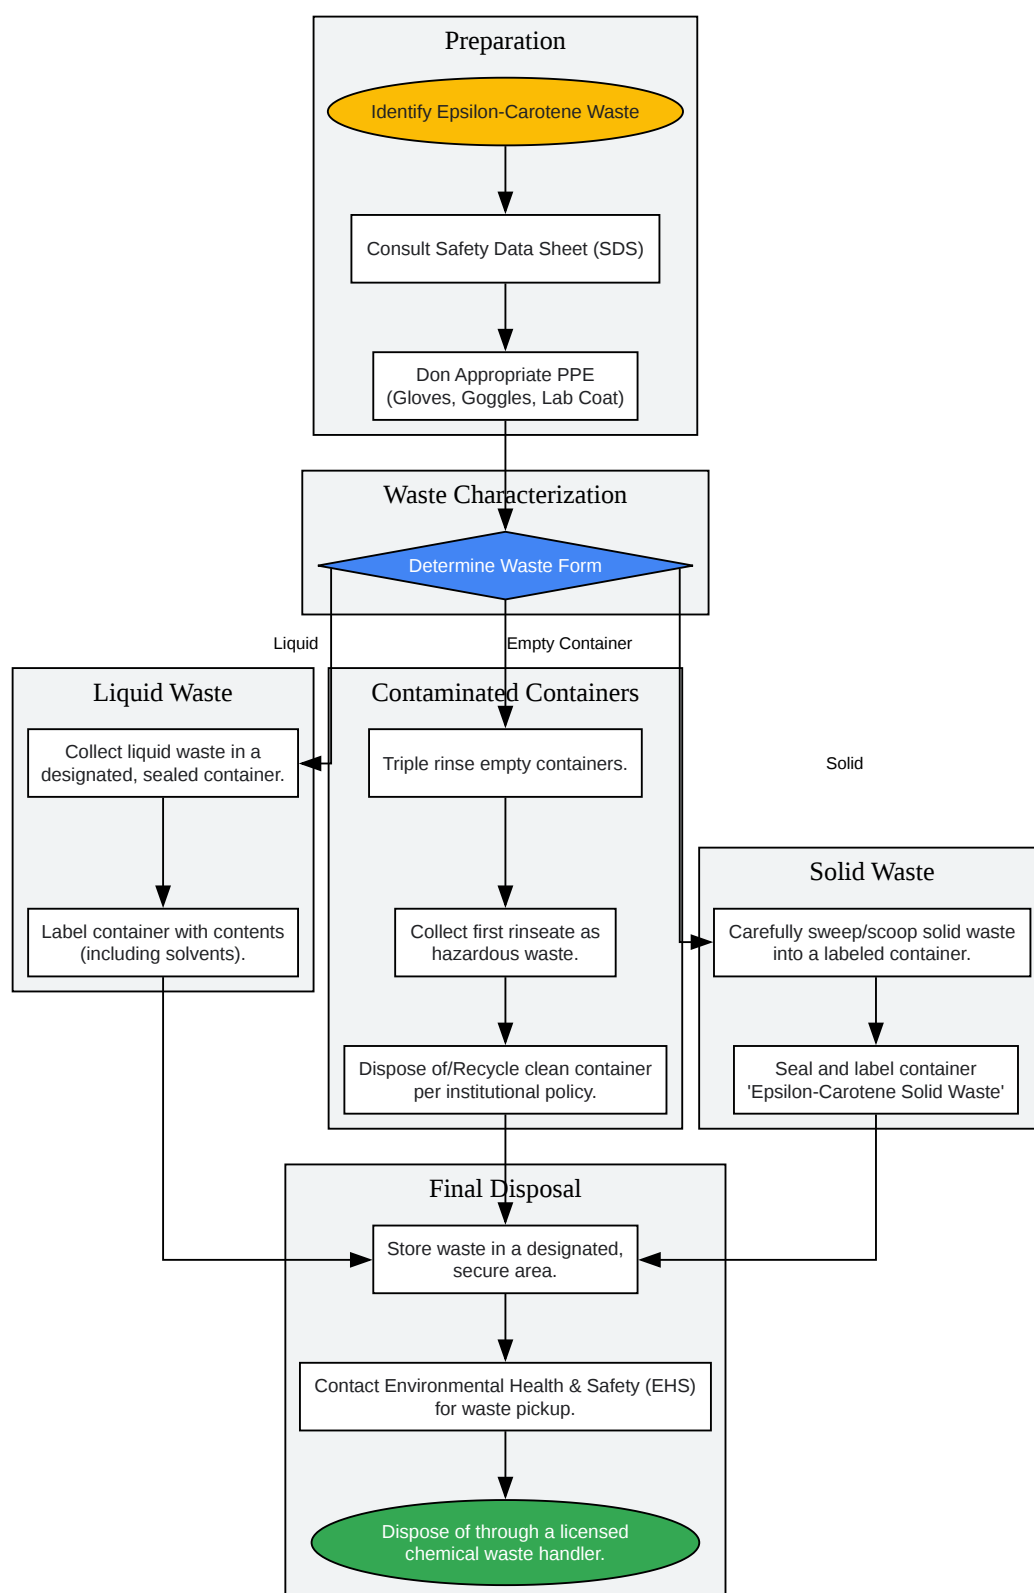 Preparation
Identify Epsilon-Carotene Waste
Consult Safety Data Sheet (SDS)
Don Appropriate PPE
(Gloves, Goggles, Lab Coat)
Waste Characterization
Determine Waste Form
Liquid
Empty Container
Solid
Liquid Waste
Collect liquid waste in a
designated, sealed container.
Label container with contents
(including solvents).
Contaminated Containers
Triple rinse empty containers.
Collect first rinseate as
hazardous waste.
Dispose of/Recycle clean container
per institutional policy.
Solid Waste
Carefully sweep/scoop solid waste
into a labeled container.
Seal and label container
'Epsilon-Carotene Solid Waste'
Final Disposal
Store waste in a designated,
secure area.
Contact Environmental Health & Safety (EHS)
for waste pickup.
Dispose of through a licensed
chemical waste handler.